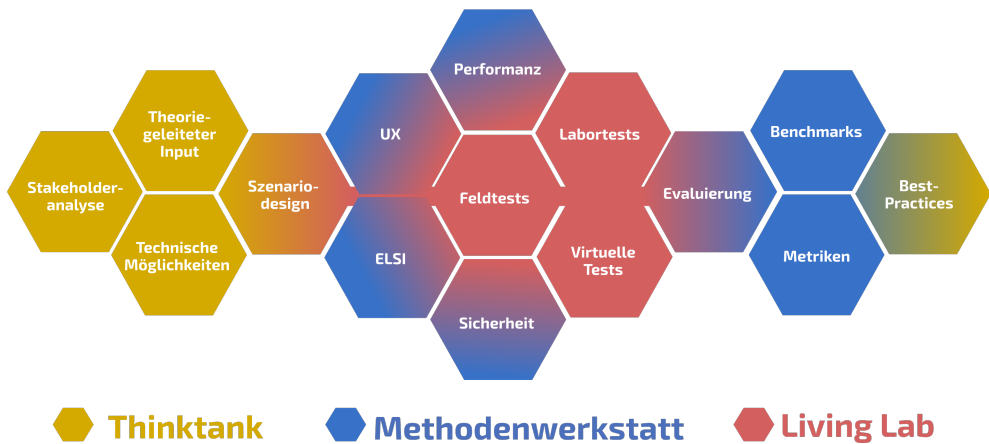 Stakeholder-
analyse
Theorie-
geleiteter
Input
Technische
Möglichkeiten
Szenario-
design
UX
ELSI
Performanz
Feldtests
Sicherheit
Labortests
Virtuelle
Tests
Evaluierung
Benchmarks
Metriken
Best-
Practices
Thinktank
Methodenwerkstatt
Living Lab